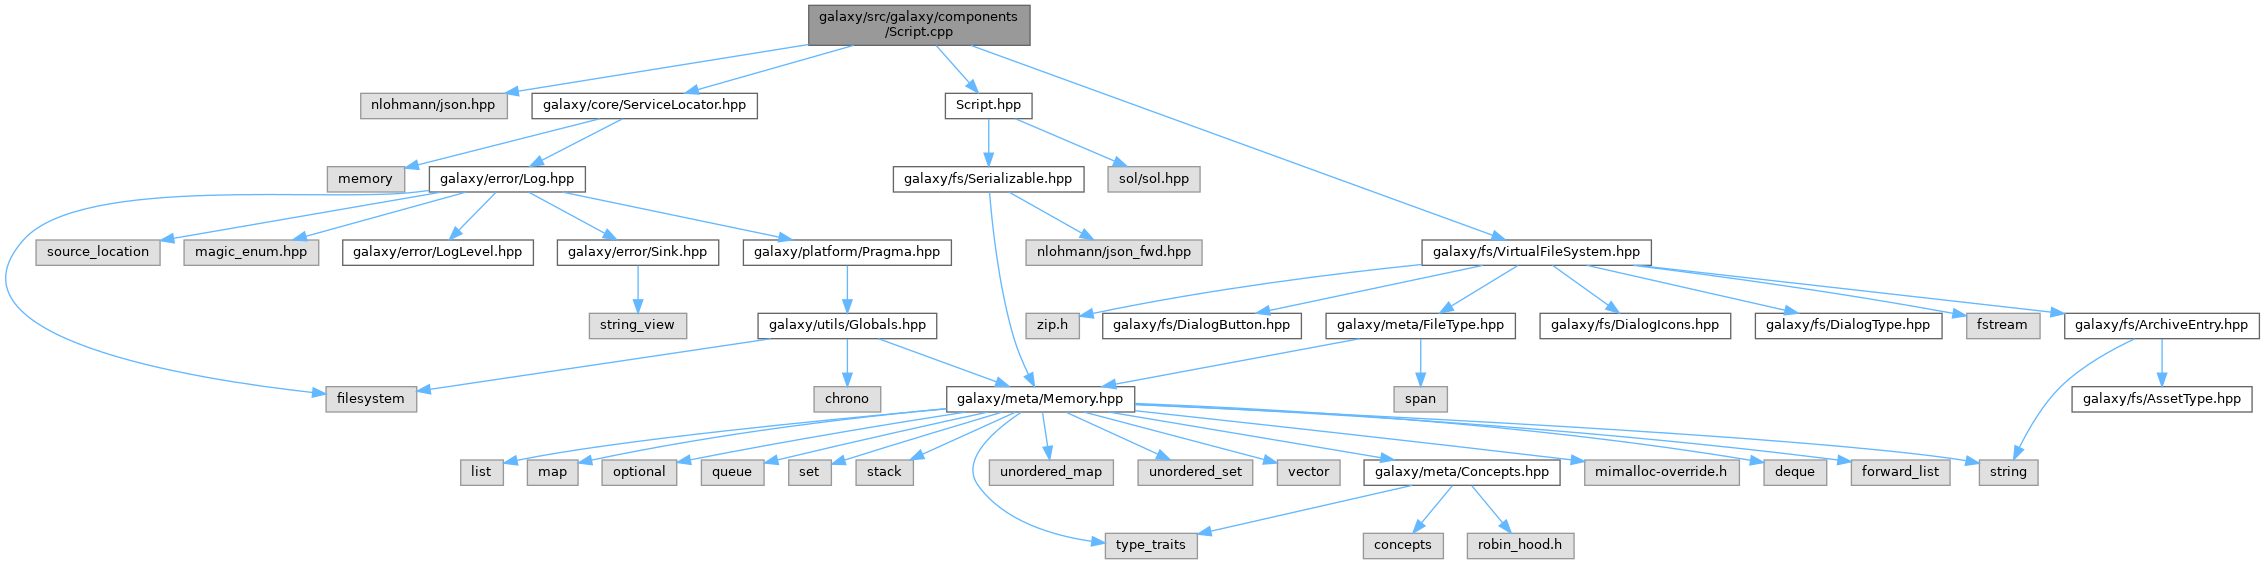 galaxy/src/galaxy/components
/Script.cpp
nlohmann/json.hpp
galaxy/core/ServiceLocator.hpp
Script.hpp
memory
galaxy/error/Log.hpp
galaxy/fs/Serializable.hpp
sol/sol.hpp
source_location
magic_enum.hpp
galaxy/error/LogLevel.hpp
galaxy/error/Sink.hpp
galaxy/platform/Pragma.hpp
nlohmann/json_fwd.hpp
galaxy/fs/VirtualFileSystem.hpp
string_view
galaxy/utils/Globals.hpp
zip.h
galaxy/fs/DialogButton.hpp
galaxy/meta/FileType.hpp
galaxy/fs/DialogIcons.hpp
galaxy/fs/DialogType.hpp
fstream
galaxy/fs/ArchiveEntry.hpp
filesystem
chrono
galaxy/meta/Memory.hpp
span
galaxy/fs/AssetType.hpp
list
map
optional
queue
set
stack
unordered_map
unordered_set
vector
galaxy/meta/Concepts.hpp
mimalloc-override.h
deque
forward_list
string
type_traits
concepts
robin_hood.h